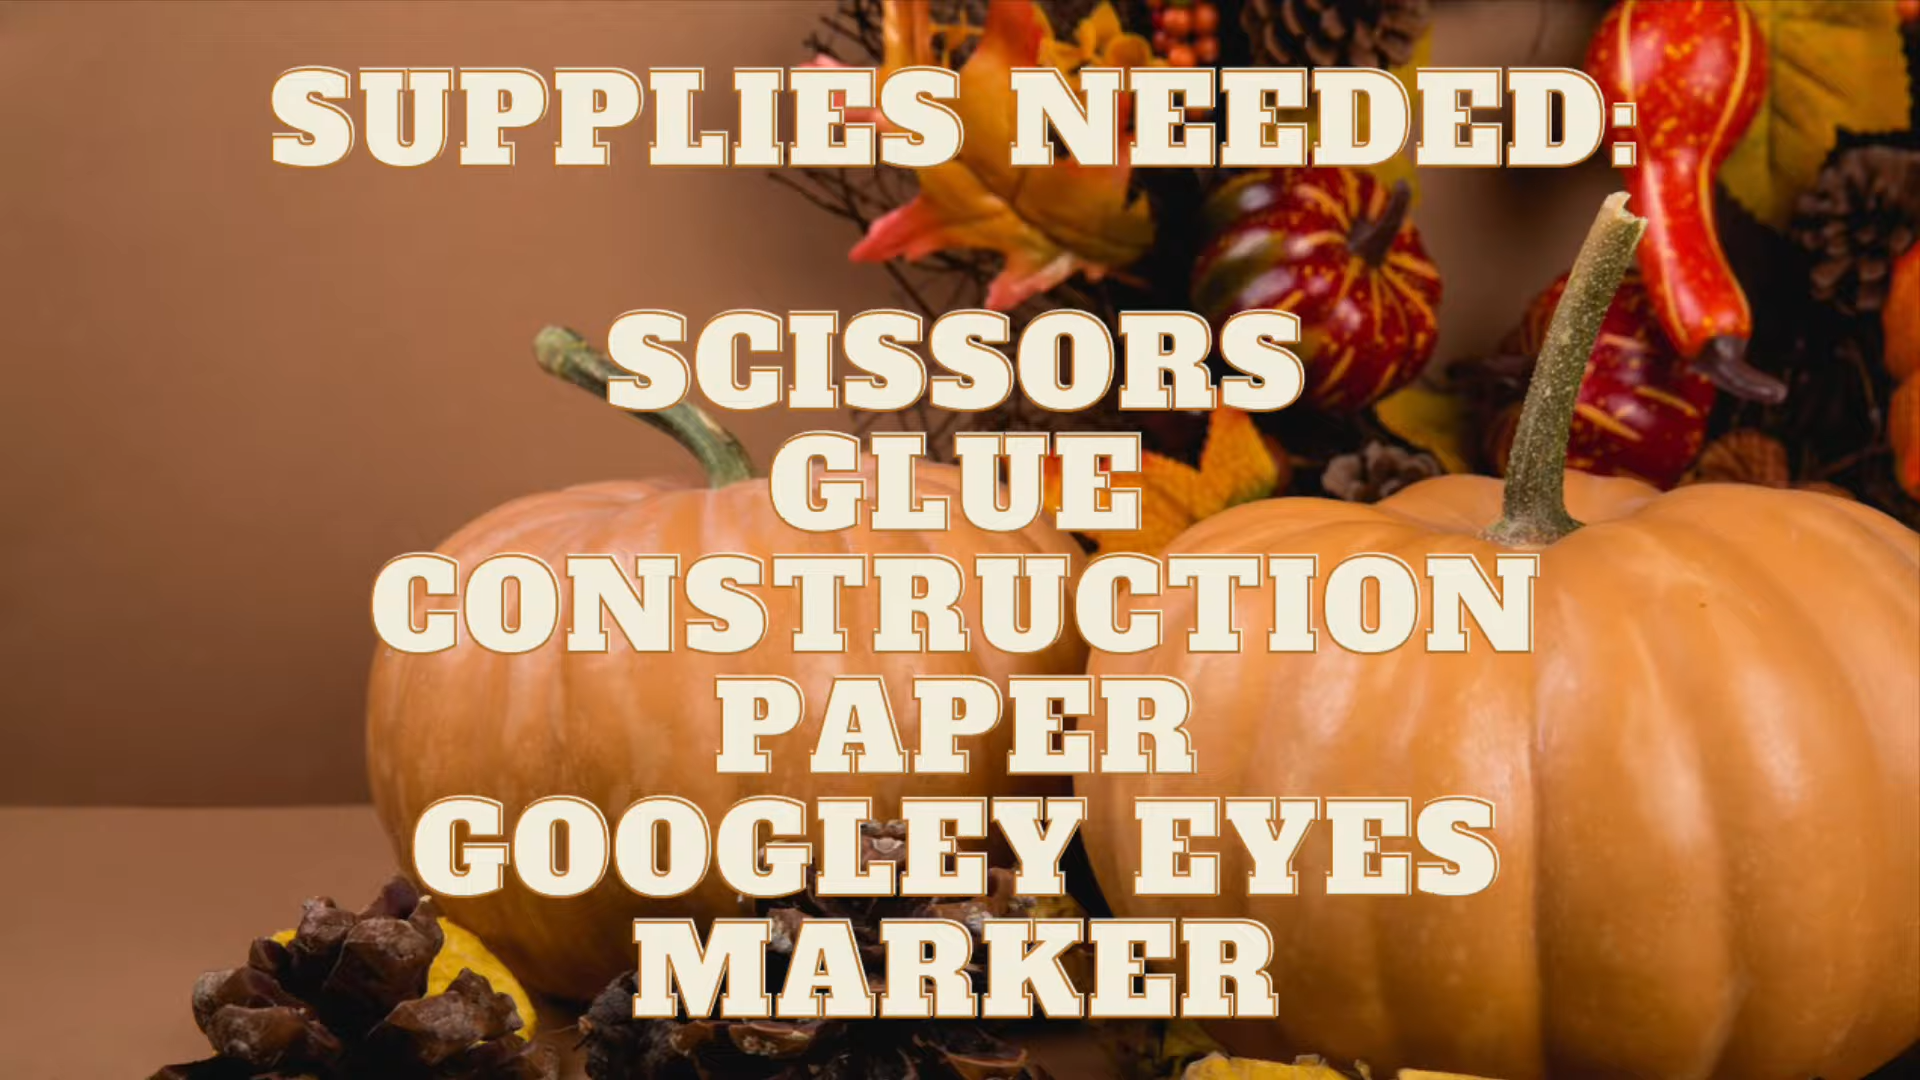 SUPPLIES NEEDED:
SCISSORS
GLUE
CONSTRUCTION
PAPER
GOOGLEY EYES
MARKER